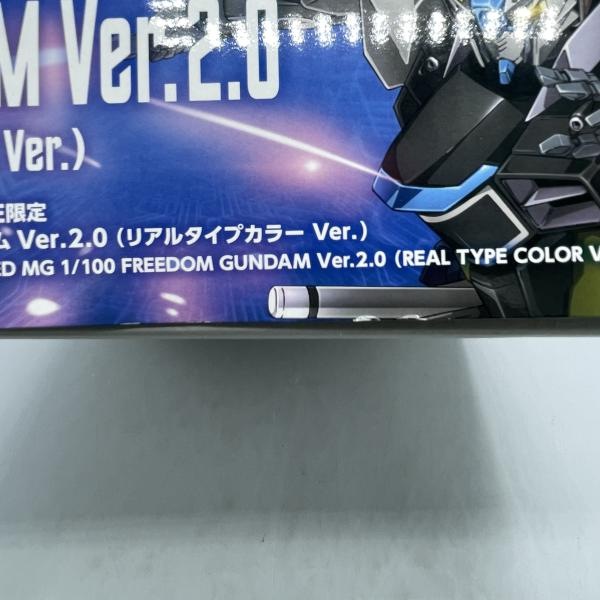 M Ver.2.0
Ver.)
限定
ム Ver.2.0 (リアルタイプカラー Ver.)
ED MG 1/100 FREEDOM GUNDAM Ver.2.0 (REAL TYPE COLOR V